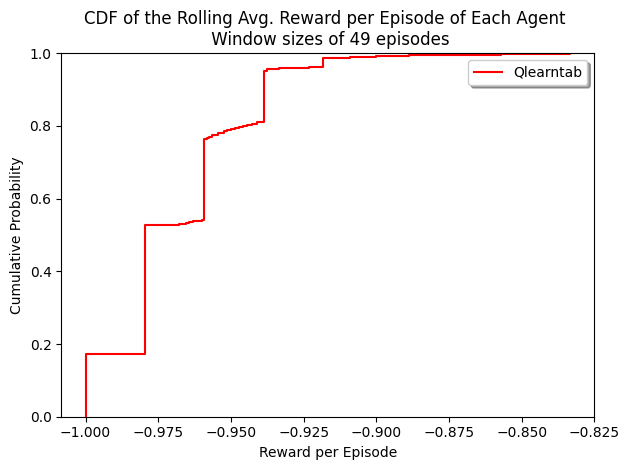 CDF of the Rolling Avg. Reward per Episode of Each Agent
Window sizes of 49 episodes
Qlearntab
Cumulative Probability
1.0
0.8
0.6
0.4
0.2
0.0
−1.000 −0.975 −0.950 −0.925 −0.900 −0.875 −0.850 −0.825
Reward per Episode